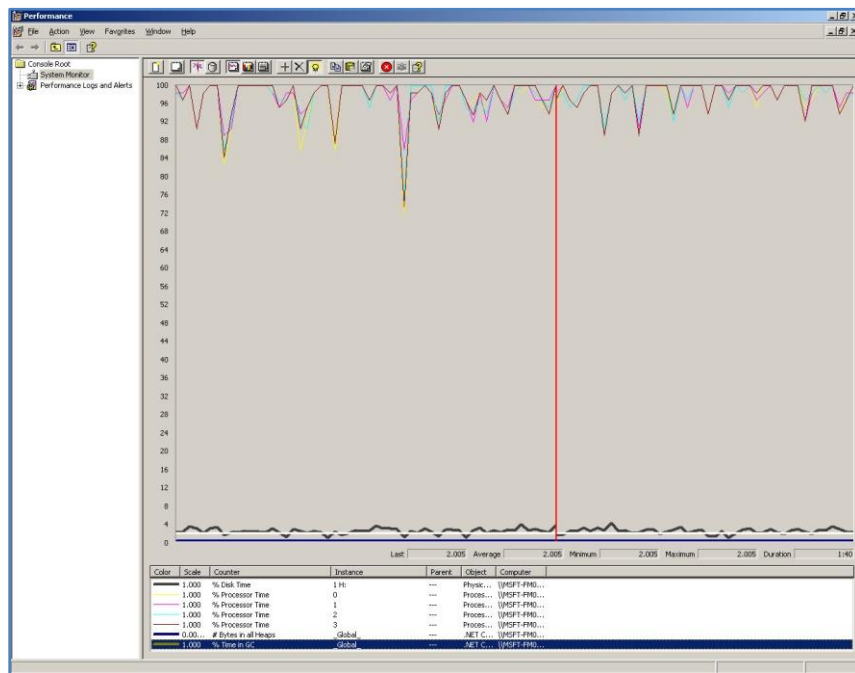 Performance
File Action View Favorites Window Help
Console Root
System Monitor
Performance Logs and Alerts
100
96
92
88
84
80
76
72
68
64
60
56
52
48
44
40
36
32
28
24
20
16
12
8
4
0
Last 2.005 Average 2.005 Minimum 2.005 Maximum 2.005 Duration 1:40
Color Scale Counter Instance Parent Object Computer
1.000 % Disk Time 1 H: --- Physic... \\MSFT-FM0...
1.000 % Processor Time 0 --- Proces... \\MSFT-FM0...
1.000 % Processor Time 1 --- Proces... \\MSFT-FM0...
1.000 % Processor Time 2 --- Proces... \\MSFT-FM0...
1.000 % Processor Time 3 --- Proces... \\MSFT-FM0...
0.00... # Bytes in all Heaps _Global_ --- .NET C... \\MSFT-FM0...
1.000 % Time in GC _Global_ --- .NET C... \\MSFT-FM0...